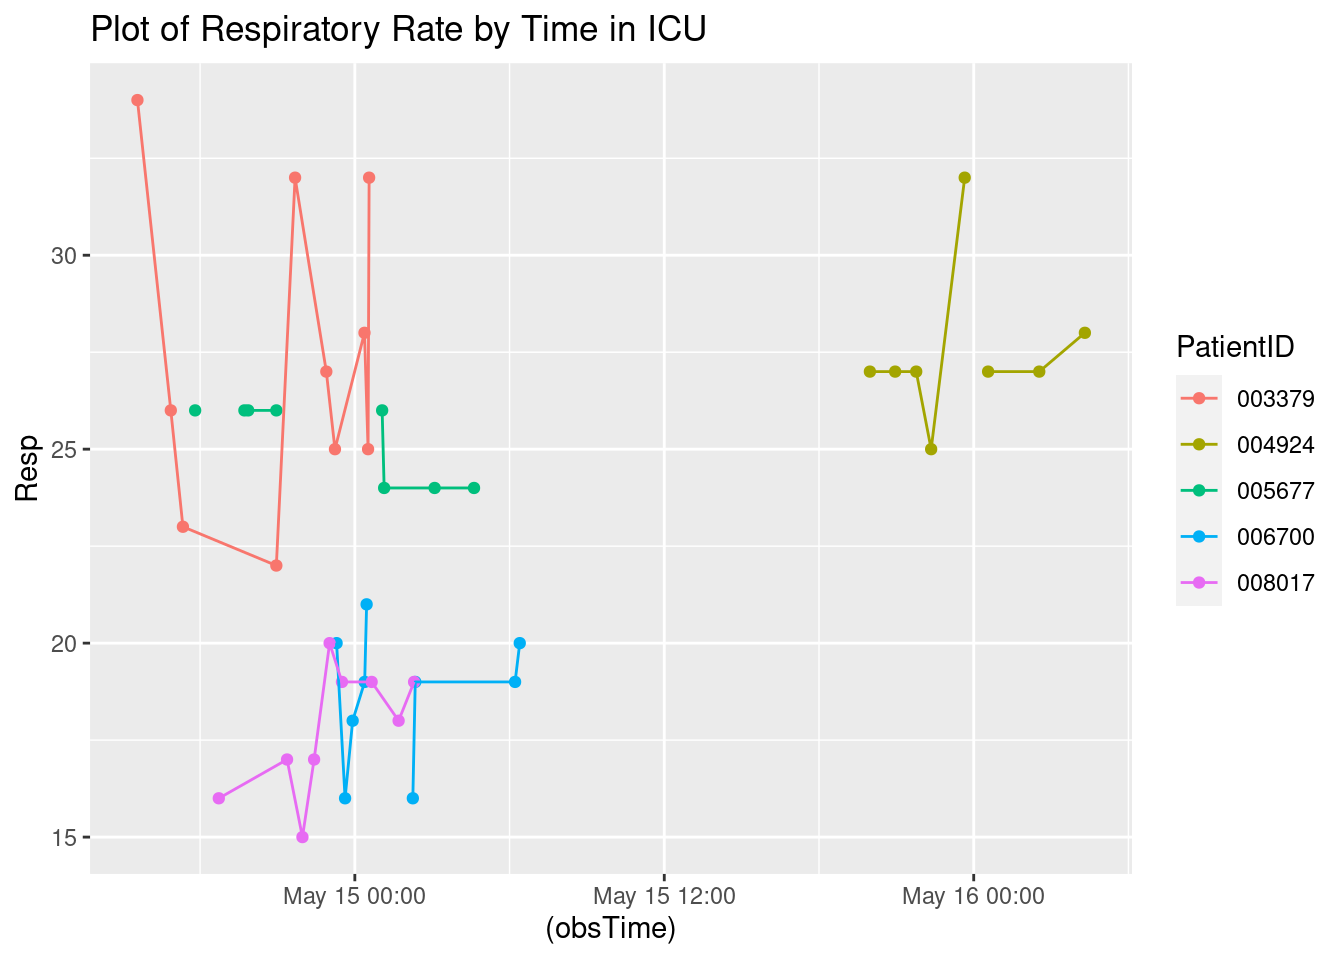 Plot of Respiratory Rate by Time in ICU
30
25
20
15
Resp
May 15 00:00
May 15 12:00
May 16 00:00
(obsTime)
PatientID
003379
004924
005677
006700
008017